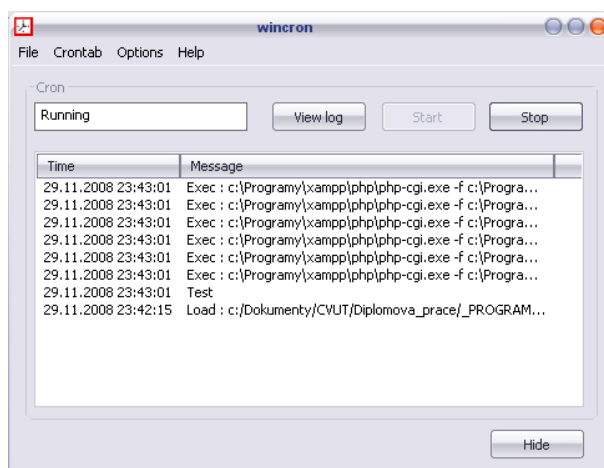 wincron
File Crontab Options Help
Cron
Running View log Start Stop
Time Message
29.11.2008 23:43:01 Exec : c:\Programy\xampp\php\php-cgi.exe -f c:\Progra...
29.11.2008 23:43:01 Exec : c:\Programy\xampp\php\php-cgi.exe -f c:\Progra...
29.11.2008 23:43:01 Exec : c:\Programy\xampp\php\php-cgi.exe -f c:\Progra...
29.11.2008 23:43:01 Exec : c:\Programy\xampp\php\php-cgi.exe -f c:\Progra...
29.11.2008 23:43:01 Exec : c:\Programy\xampp\php\php-cgi.exe -f c:\Progra...
29.11.2008 23:43:01 Exec : c:\Programy\xampp\php\php-cgi.exe -f c:\Progra...
29.11.2008 23:43:01 Test
29.11.2008 23:42:15 Load : c:/Dokumenty/CVUT/Diplomova_prace/_PROGRAM...
Hide